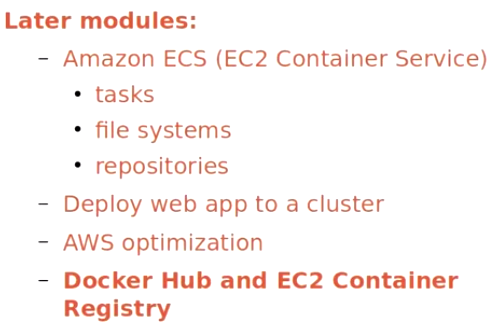 Later modules:
– Amazon ECS (EC2 Container Service)
• tasks
• file systems
• repositories
– Deploy web app to a cluster
– AWS optimization
– Docker Hub and EC2 Container
Registry